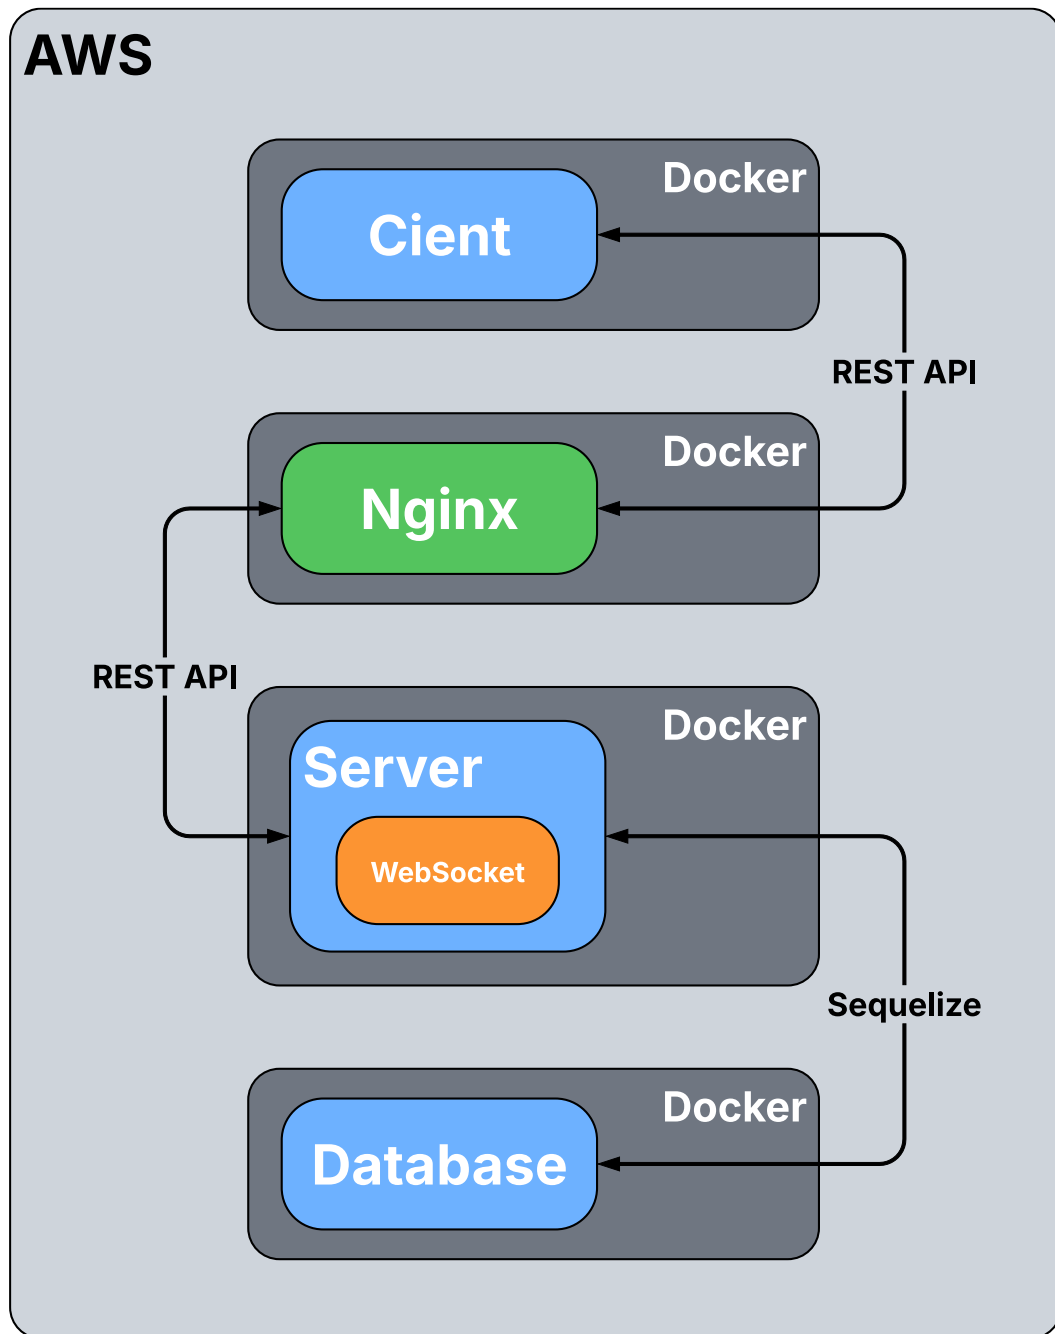 AWS
Docker
Cient
REST API
Docker
Nginx
REST API
Docker
Server
WebSocket
Sequelize
Docker
Database